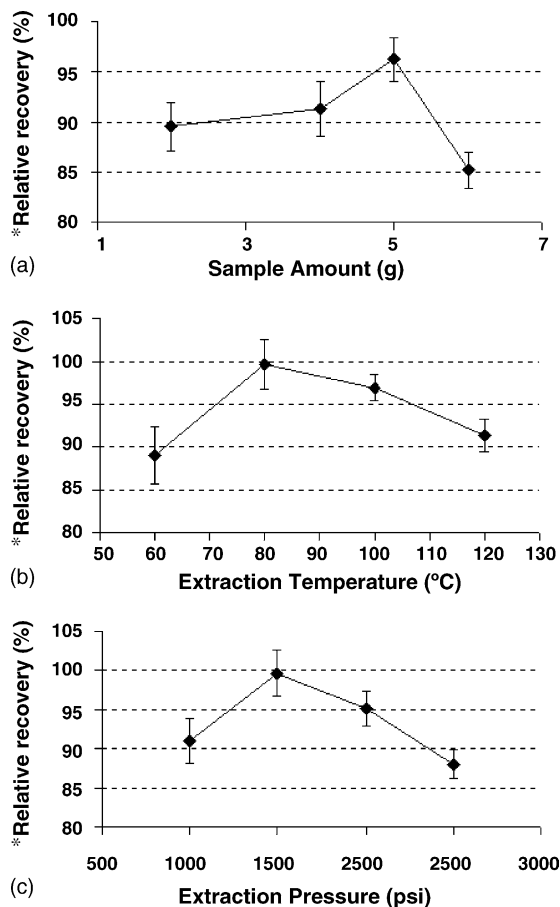 *Relative recovery (%)
100
95
90
85
80
1 3 5 7
Sample Amount (g)
(a)
*Relative recovery (%)
105
100
95
90
85
80
50 60 70 80 90 100 110 120 130
Extraction Temperature (ºC)
(b)
*Relative recovery (%)
105
100
95
90
85
80
500 1000 1500 2500 2500 3000
Extraction Pressure (psi)
(c)